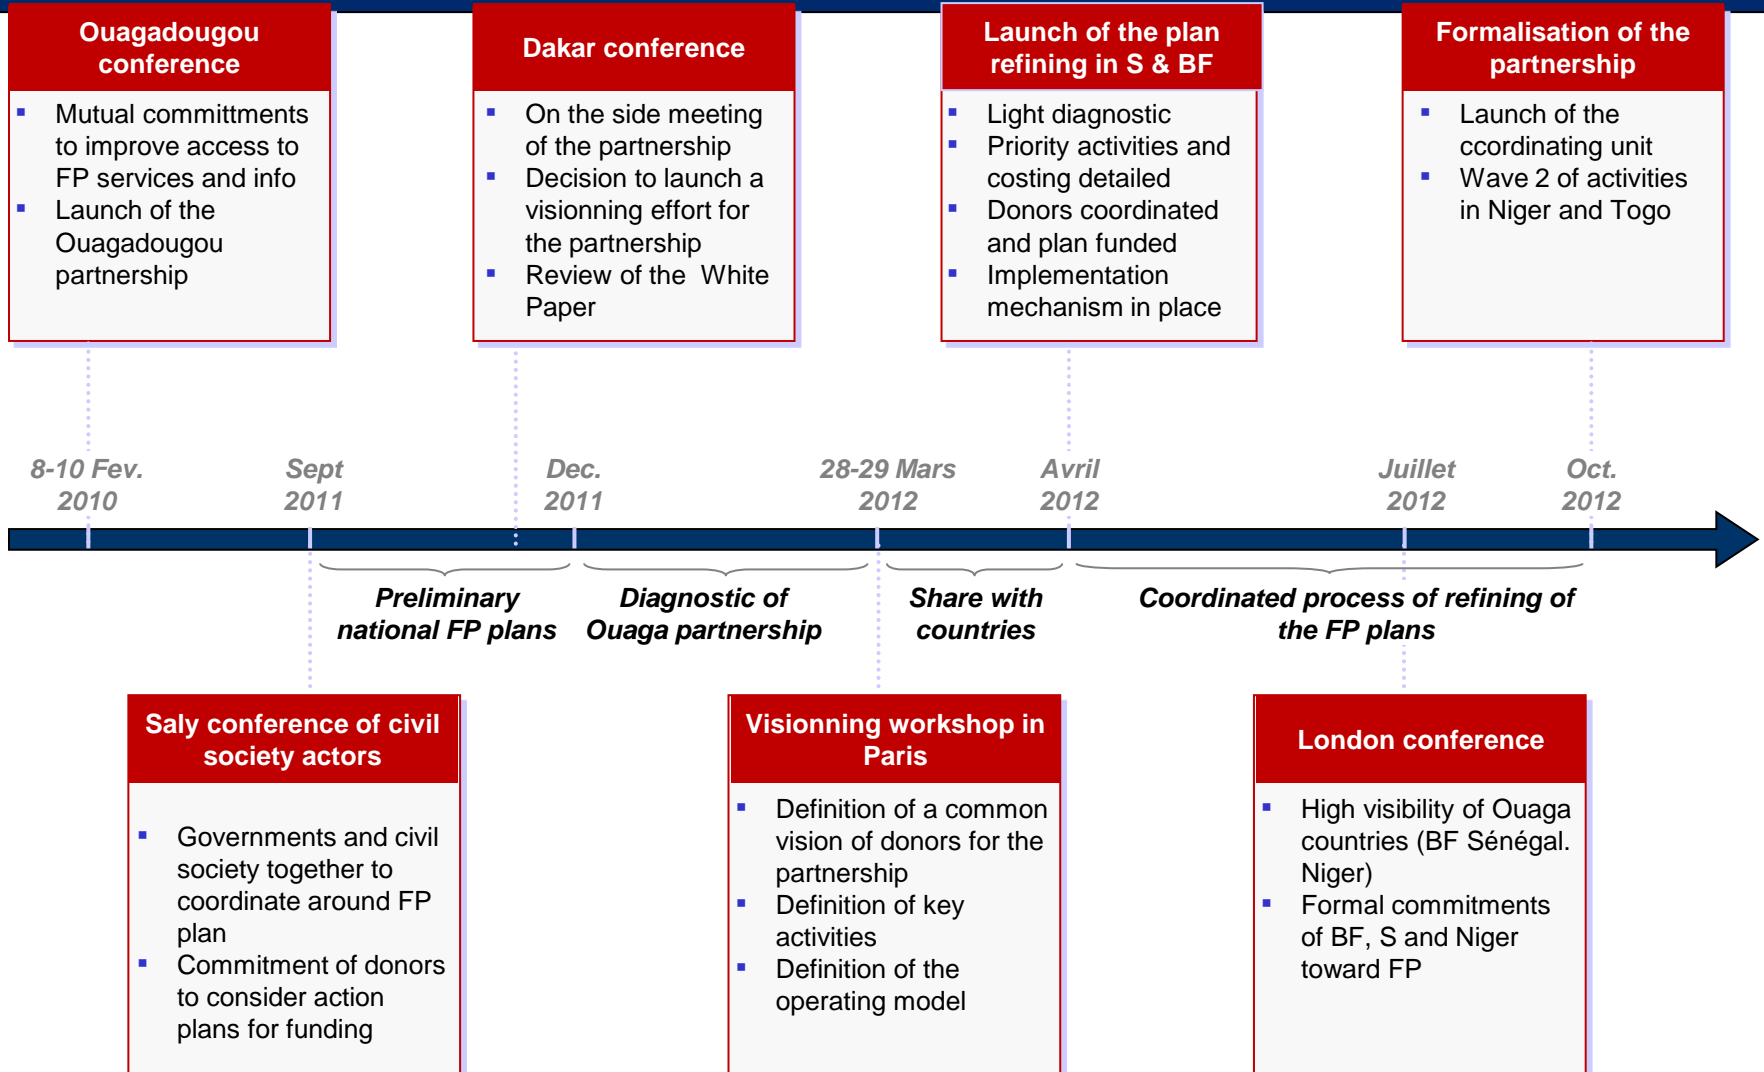 Ouagadougou
conference
Mutual committments
to improve access to
FP services and info
Launch of the
Ouagadougou
partnership
Dakar conference
On the side meeting
of the partnership
Decision to launch a
visionning effort for
the partnership
Review of the White
Paper
Launch of the plan
refining in S & BF
Light diagnostic
Priority activities and
costing detailed
Donors coordinated
and plan funded
Implementation
mechanism in place
Formalisation of the
partnership
Launch of the
ccordinating unit
Wave 2 of activities
in Niger and Togo
8-10 Fev.
2010
Sept
2011
Dec.
2011
28-29 Mars
2012
Avril
2012
Juillet
2012
Oct.
2012
Preliminary
national FP plans
Diagnostic of
Ouaga partnership
Share with
countries
Coordinated process of refining of
the FP plans
Saly conference of civil
society actors
Governments and civil
society together to
coordinate around FP
plan
Commitment of donors
to consider action
plans for funding
Visionning workshop in
Paris
Definition of a common
vision of donors for the
partnership
Definition of key
activities
Definition of the
operating model
London conference
High visibility of Ouaga
countries (BF Sénégal.
Niger)
Formal commitments
of BF, S and Niger
toward FP